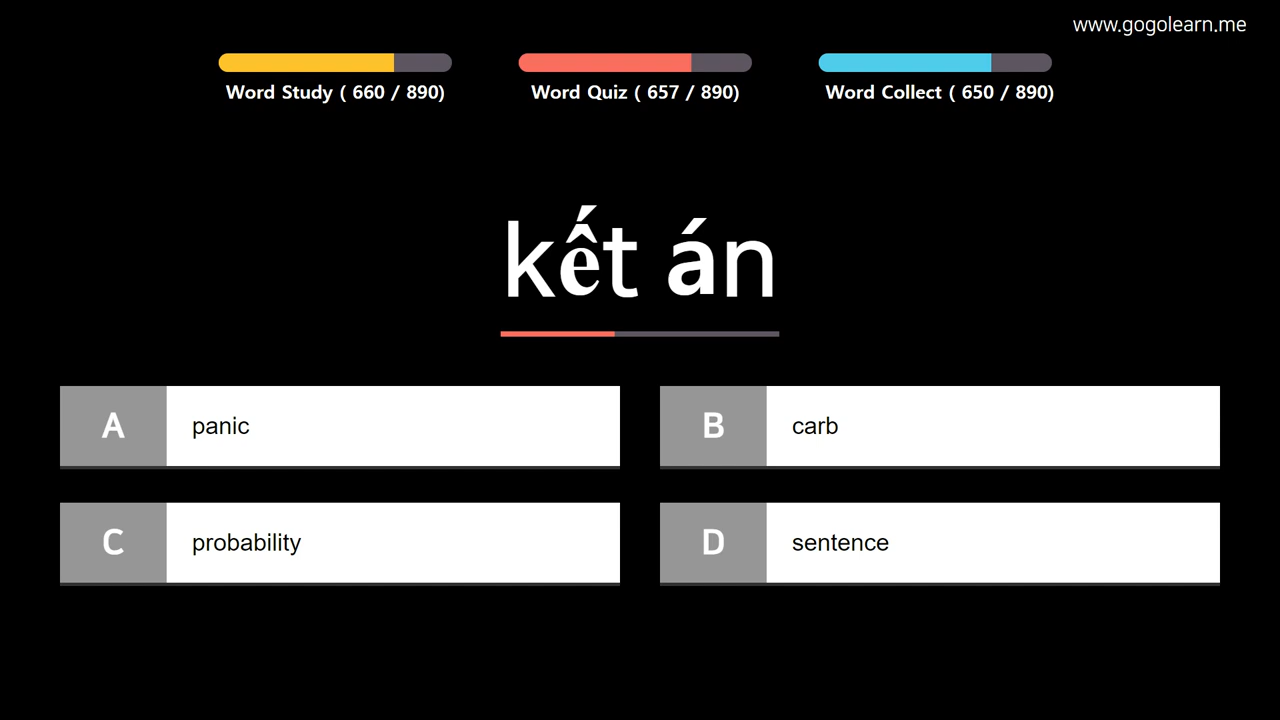 www.gogolearn.me
Word Study ( 660 / 890)
Word Quiz ( 657 / 890)
Word Collect ( 650 / 890)
kết án
A panic
B carb
C probability
D sentence